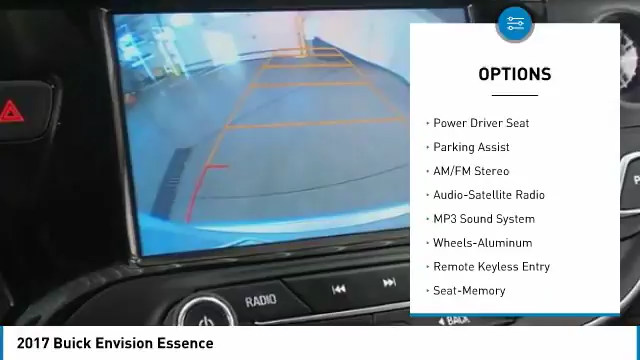 OPTIONS
Power Driver Seat
Parking Assist
AM/FM Stereo
Audio-Satellite Radio
MP3 Sound System
Wheels-Aluminum
Remote Keyless Entry
Seat-Memory
RADIO
BACK
2017 Buick Envision Essence